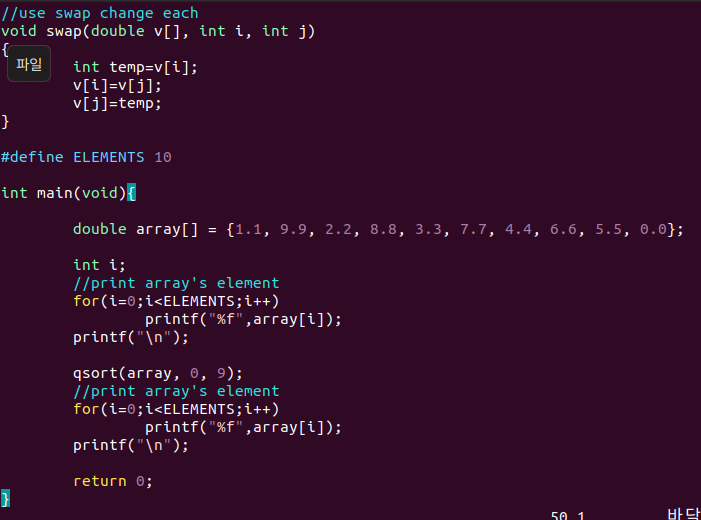 //use swap change each
void swap(double v[], int i, int j)
{
파일
        int temp=v[i];
        v[i]=v[j];
        v[j]=temp;
}
#define ELEMENTS 10
int main(void){
        double array[] = {1.1, 9.9, 2.2, 8.8, 3.3, 7.7, 4.4, 6.6, 5.5, 0.0};
        int i;
        //print array's element
        for(i=0;i<ELEMENTS;i++)
                printf("%f",array[i]);
        printf("\n");
        qsort(array, 0, 9);
        //print array's element
        for(i=0;i<ELEMENTS;i++)
                printf("%f",array[i]);
        printf("\n");
        return 0;
}
50,1 바닥